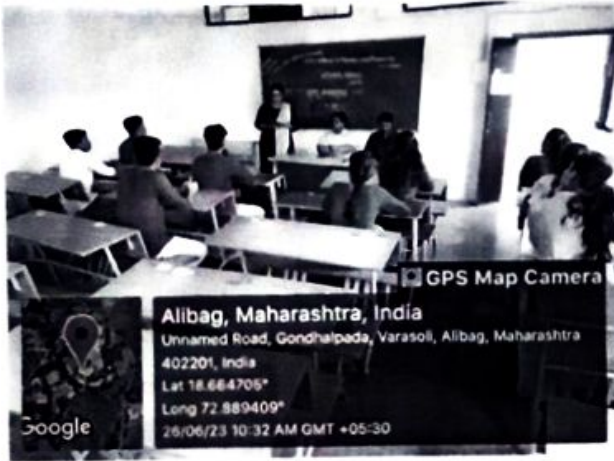 GPS Map Camera
Alibag, Maharashtra, India
Unnamed Road, Gondhalpada, Varasoli, Alibag, Maharashtra
402201, India
Lat 18.664705°
Long 72.889409°
26/06/23 10:32 AM GMT +05:30
Google